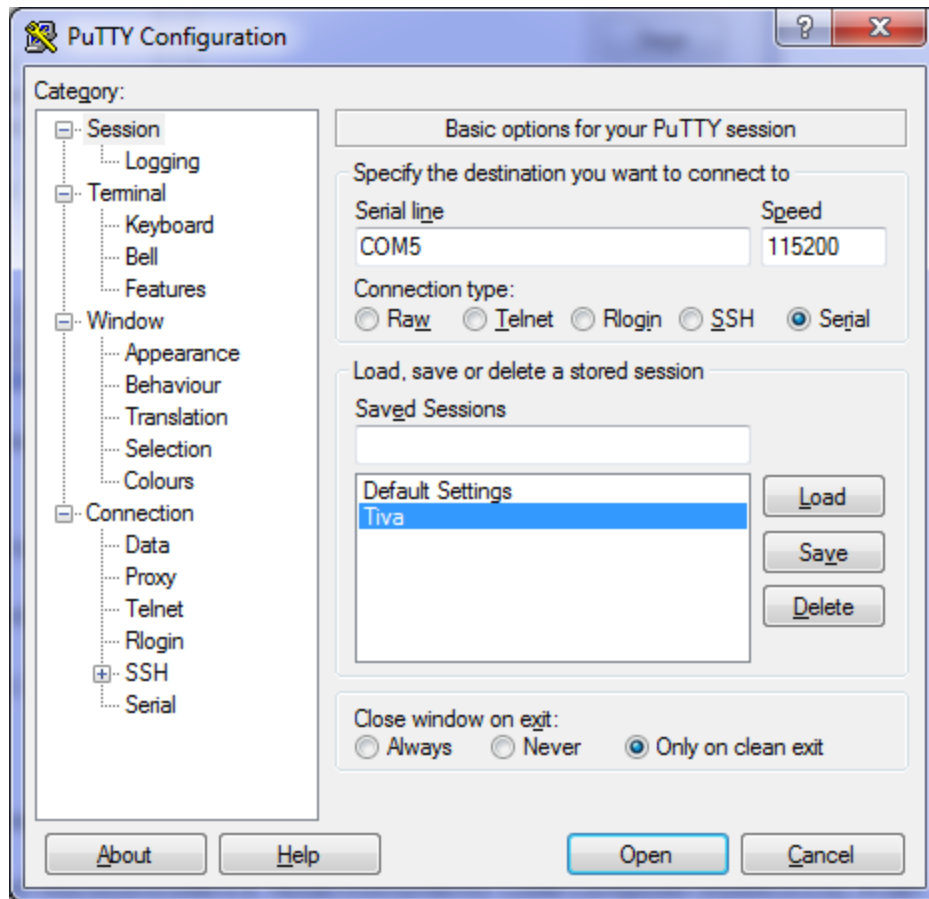 PuTTY Configuration
Category:
Session
Logging
Terminal
Keyboard
Bell
Features
Window
Appearance
Behaviour
Translation
Selection
Colours
Connection
Data
Proxy
Telnet
Rlogin
SSH
Serial
Basic options for your PuTTY session
Specify the destination you want to connect to
Serial line Speed
COM5 115200
Connection type:
Raw Telnet Rlogin SSH Serial
Load, save or delete a stored session
Saved Sessions
Default Settings
Tiva
Load
Save
Delete
Close window on exit:
Always Never Only on clean exit
About Help Open Cancel